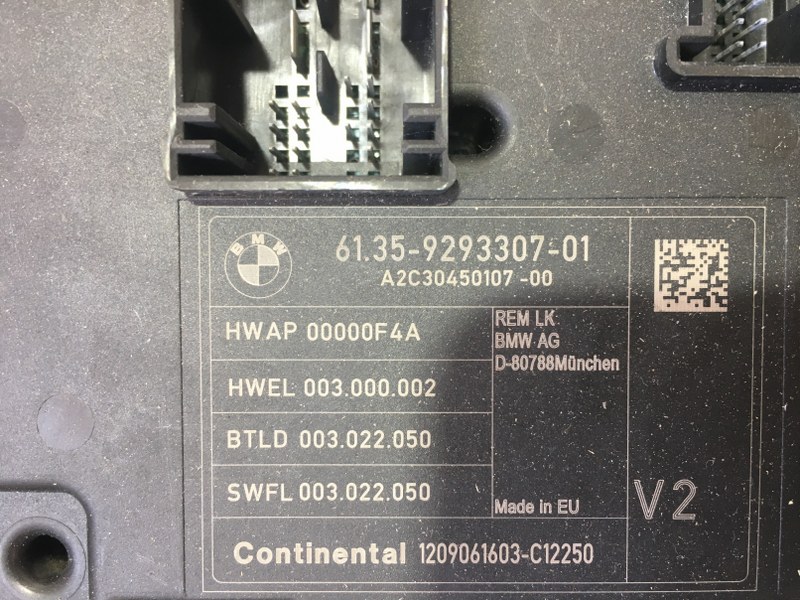 BMW
61.35-9293307-01
A2C30450107-00
HWAP 00000F4A
REM LK
BMW AG
D-80788München
HWEL 003.000.002
BTLD 003.022.050
SWFL 003.022.050
Made in EU
V2
Continental 1209061603-C12250